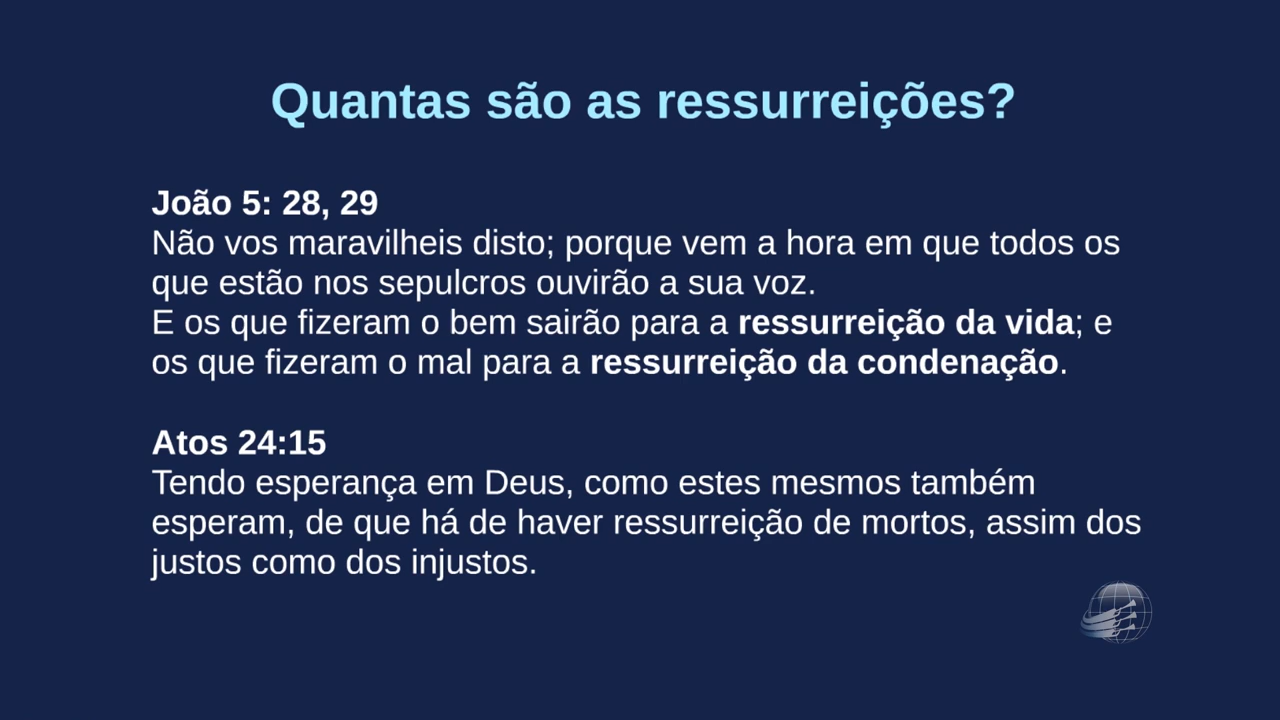 Quantas são as ressurreições?
João 5: 28, 29
Não vos maravilheis disto; porque vem a hora em que todos os
que estão nos sepulcros ouvirão a sua voz.
E os que fizeram o bem sairão para a ressurreição da vida; e
os que fizeram o mal para a ressurreição da condenação.
Atos 24:15
Tendo esperança em Deus, como estes mesmos também
esperam, de que há de haver ressurreição de mortos, assim dos
justos como dos injustos.